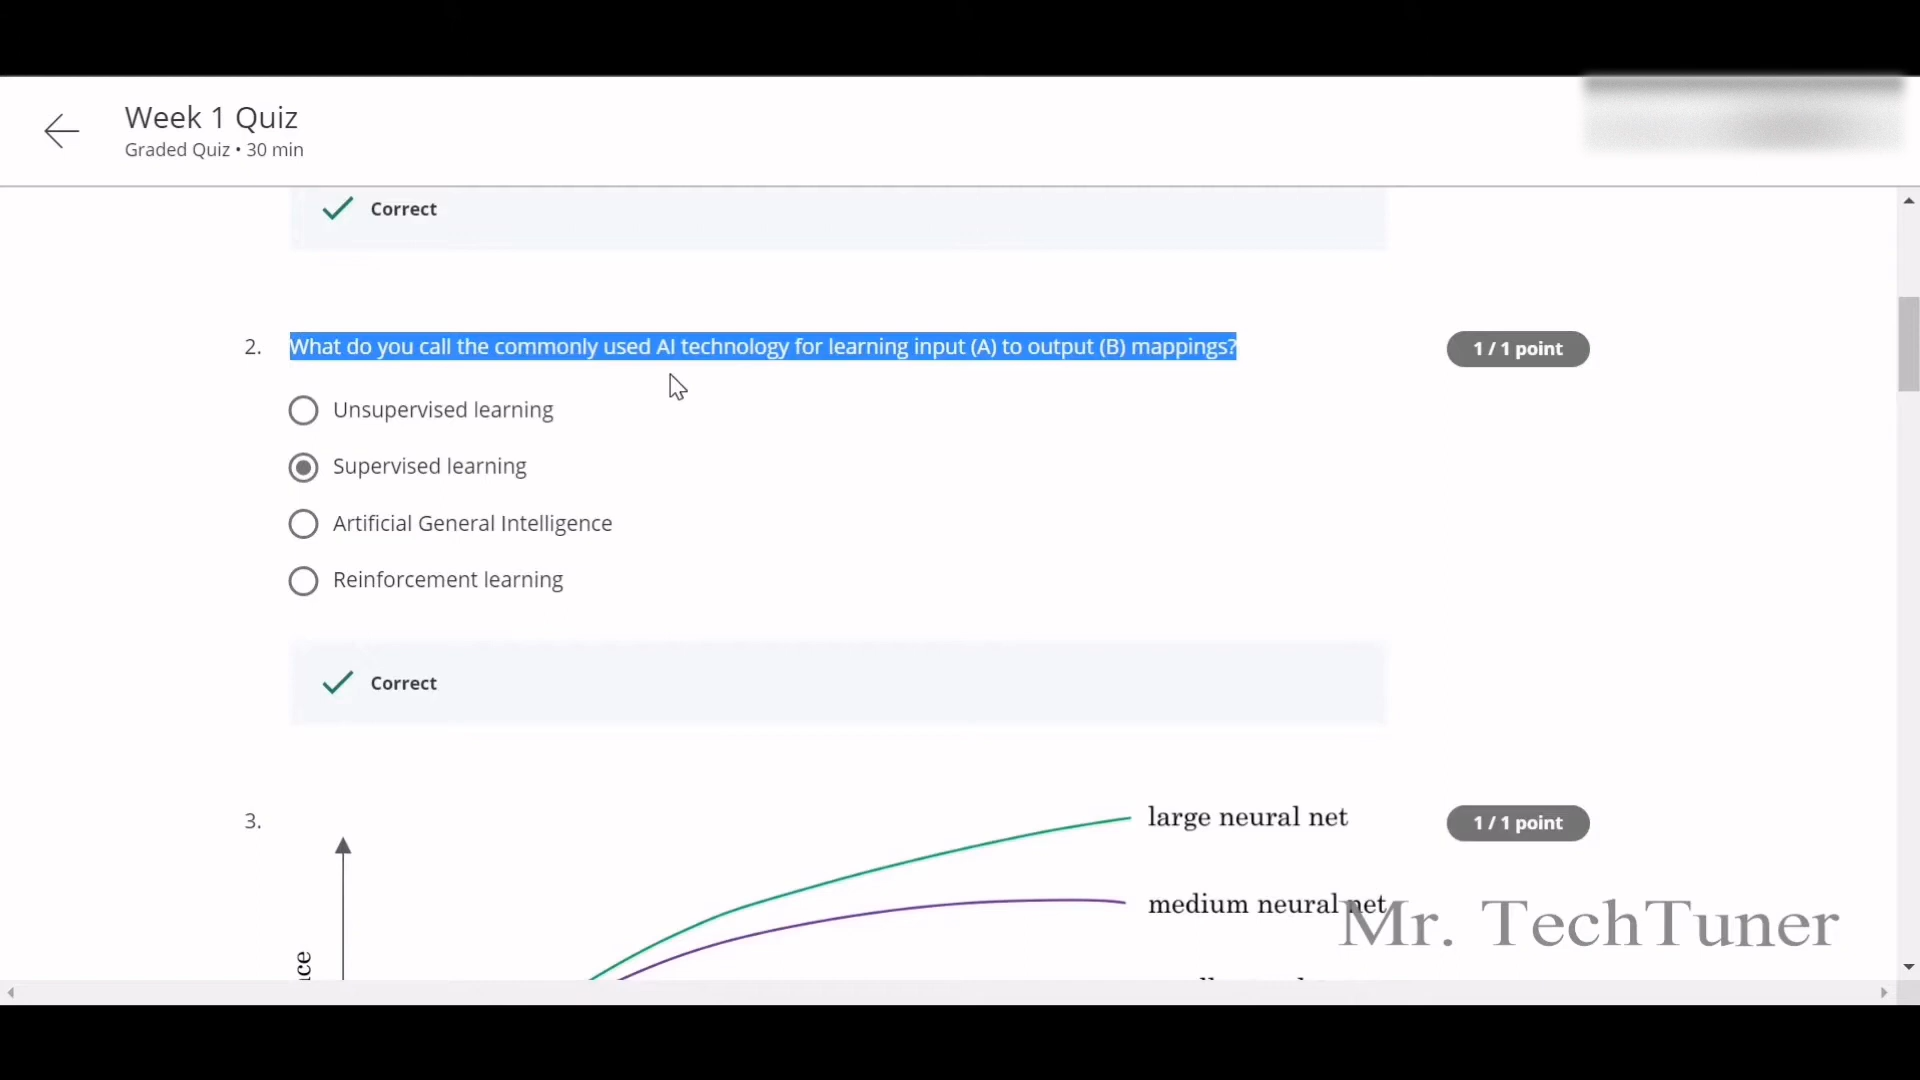 Week 1 Quiz
Graded Quiz • 30 min
Correct
2. What do you call the commonly used AI technology for learning input (A) to output (B) mappings?
1 / 1 point
Unsupervised learning
Supervised learning
Artificial General Intelligence
Reinforcement learning
Correct
3.
large neural net
1 / 1 point
medium neural net
Mr. TechTuner